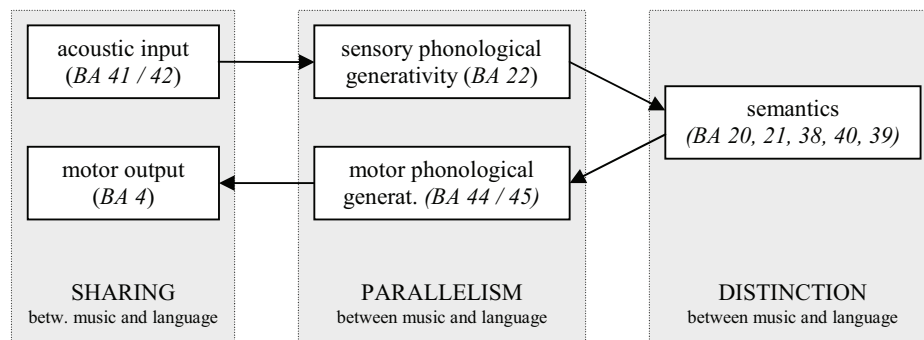 acoustic input
(BA 41 / 42)
sensory phonological
generativity (BA 22)
semantics
(BA 20, 21, 38, 40, 39)
motor output
(BA 4)
motor phonological
generat. (BA 44 / 45)
SHARING
betw. music and language
PARALLELISM
between music and language
DISTINCTION
between music and language